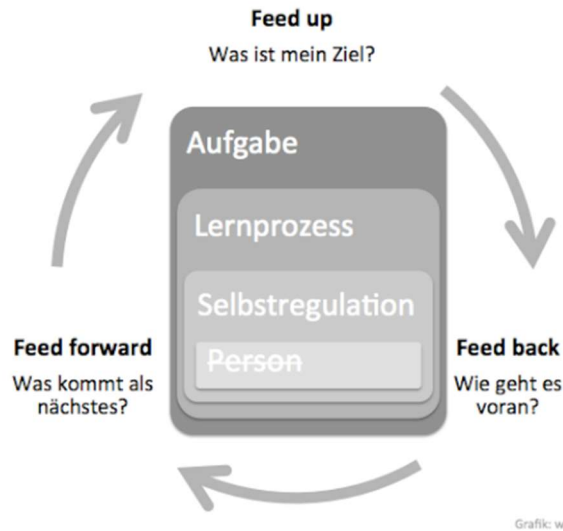 Feed up
Was ist mein Ziel?
Aufgabe
Lernprozess
Selbstregulation
Person
Feed forward
Was kommt als
nächstes?
Feed back
Wie geht es
voran?
Grafik: w